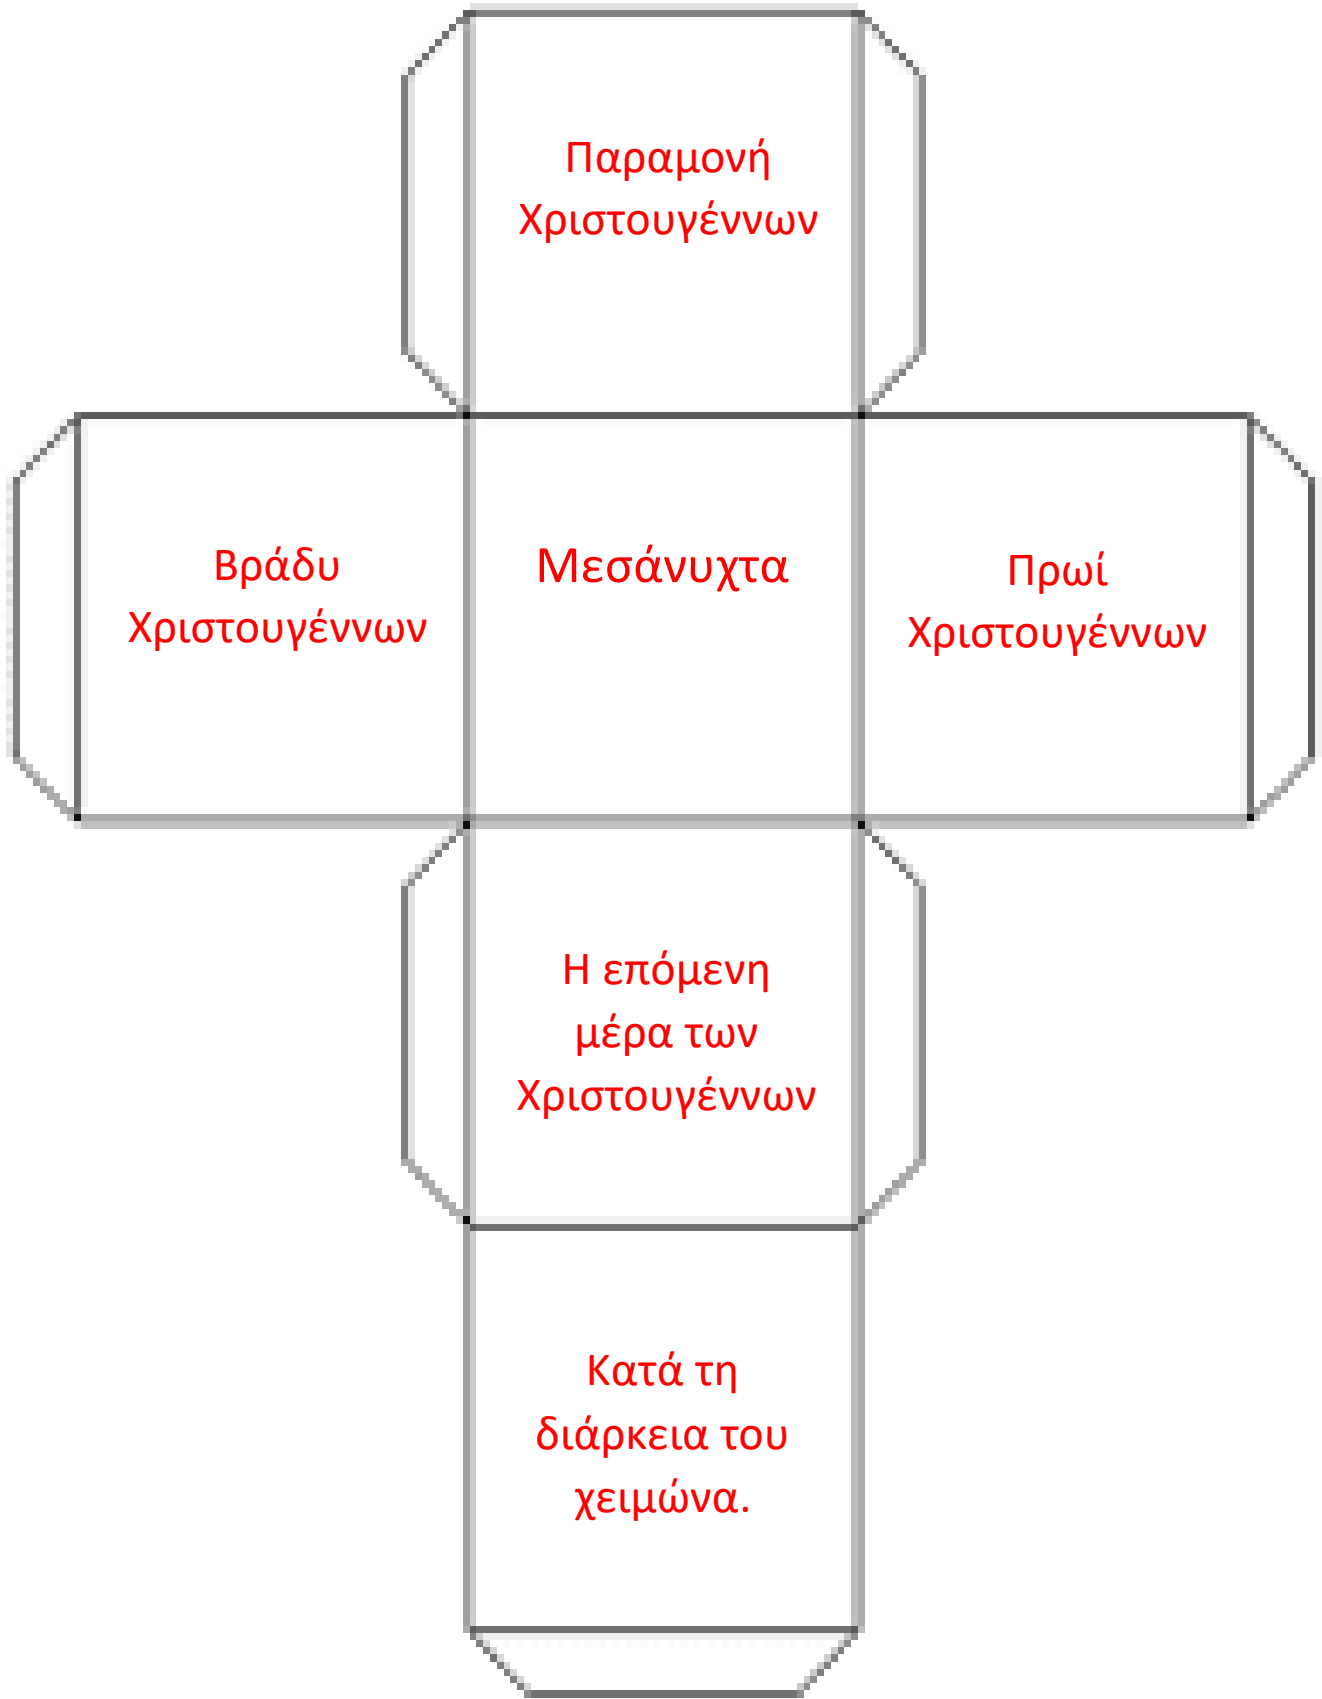 Παραμονή
Χριστουγέννων
Βράδυ
Χριστουγέννων
Μεσάνυχτα
Πρωί
Χριστουγέννων
Η επόμενη
μέρα των
Χριστουγέννων
Κατά τη
διάρκεια του
χειμώνα.